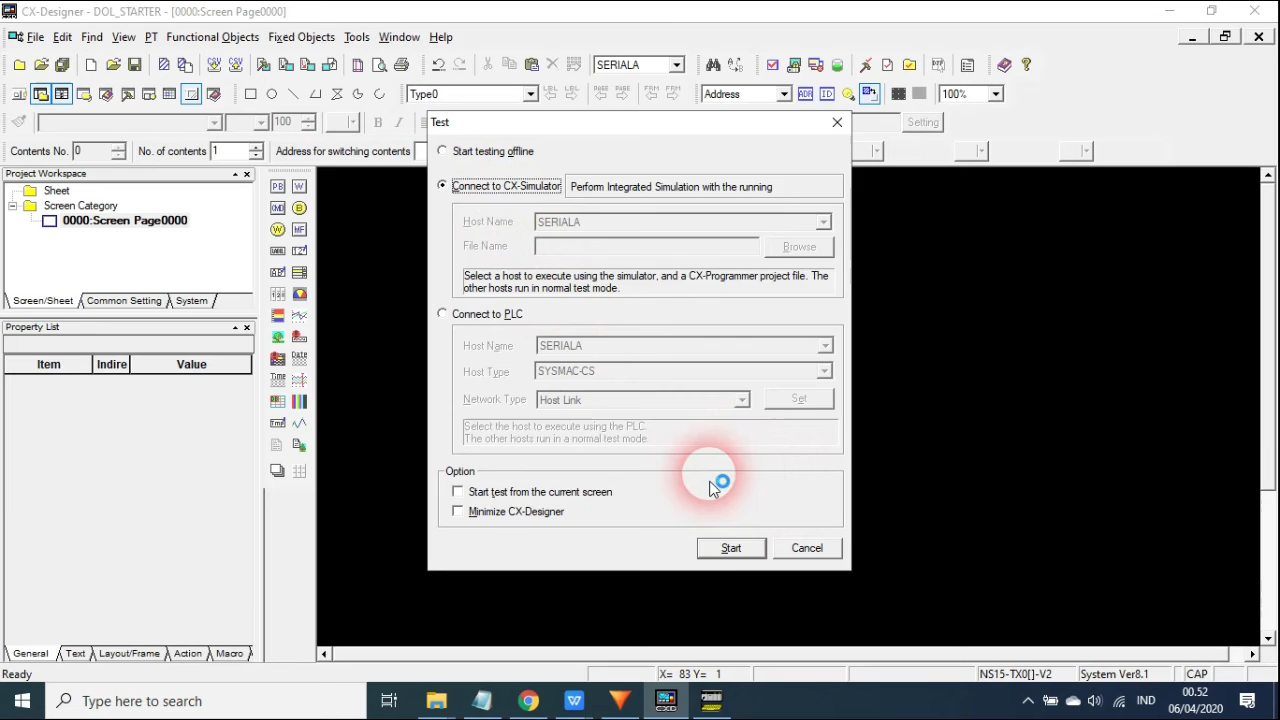 CX-Designer - DOL_STARTER - [0000:Screen Page0000]
File Edit Find View PT Functional Objects Fixed Objects Tools Window Help
SERIALA
Type0 Address ADR ID 100%
100 B I Setting
Contents No. 0 No. of contents 1 Address for switching contents
Project Workspace
Sheet
Screen Category
0000:Screen Page0000
Screen/Sheet Common Setting System
Property List
Item Indire Value
General Text Layout/Frame Action Macro
Test
Start testing offline
Connect to CX-Simulator Perform Integrated Simulation with the running
Host Name SERIALA
File Name Browse
Select a host to execute using the simulator, and a CX-Programmer project file. The
other hosts run in normal test mode.
Connect to PLC
Host Name SERIALA
Host Type SYSMAC-CS
Network Type Host Link Set
Select the host to execute using the PLC.
The other hosts run in a normal test mode.
Option
Start test from the current screen
Minimize CX-Designer
Start Cancel
Ready X= 83 Y= 1 NS15-TX0[]-V2 System Ver8.1 CAP
Type here to search IND 00.52
06/04/2020